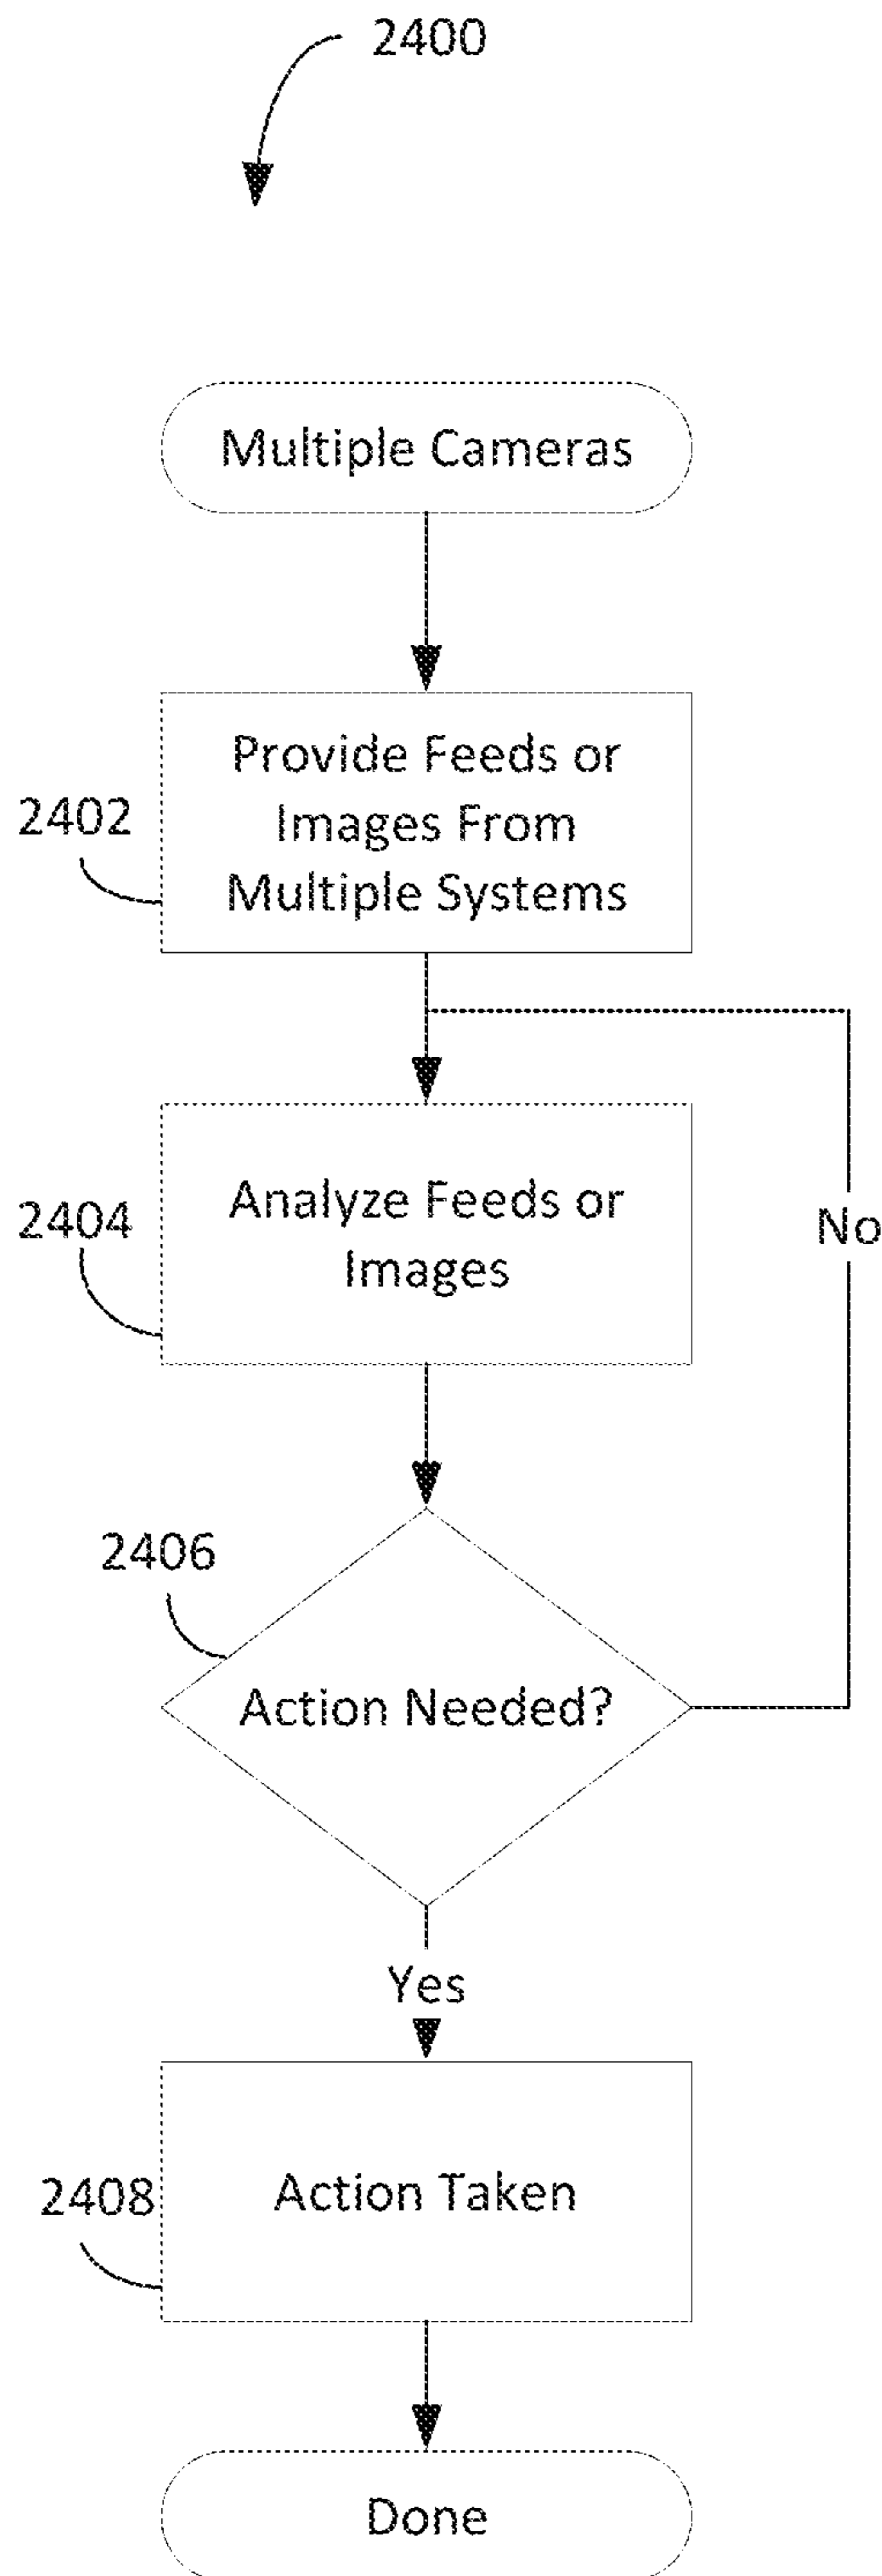 2400
Multiple Cameras
Provide Feeds or
Images From
Multiple Systems
2402
Analyze Feeds or
Images
2404
No
2406
Action Needed?
Yes
Action Taken
2408
Done